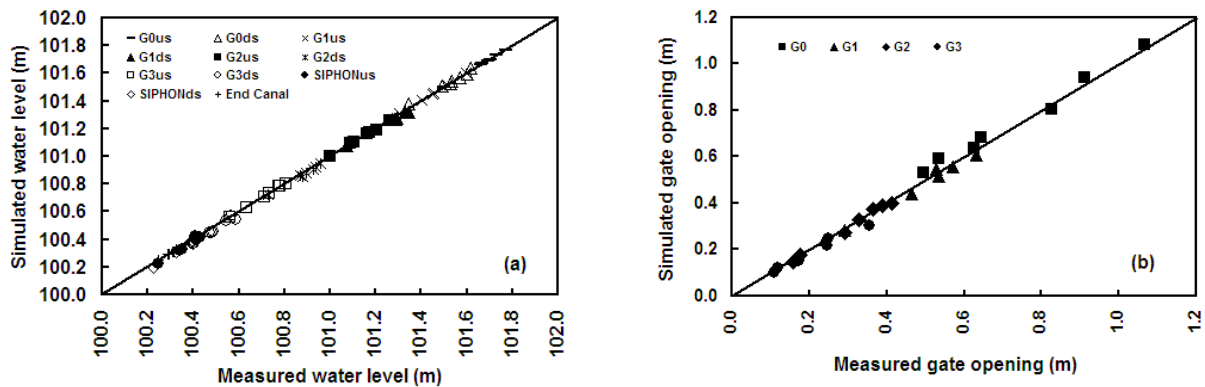 102.0
101.8
101.6
101.4
101.2
101.0
100.8
100.6
100.4
100.2
100.0
Simulated water level (m)
G0us G0ds G1us
G1ds G2us G2ds
G3us G3ds SIPHONus
SIPHONds End Canal
(a)
100.0 100.2 100.4 100.6 100.8 101.0 101.2 101.4 101.6 101.8 102.0
Measured water level (m)
1.2
1.0
0.8
0.6
0.4
0.2
0.0
Simulated gate opening (m)
G0 G1 G2 G3
(b)
0.0 0.2 0.4 0.6 0.8 1.0 1.2
Measured gate opening (m)